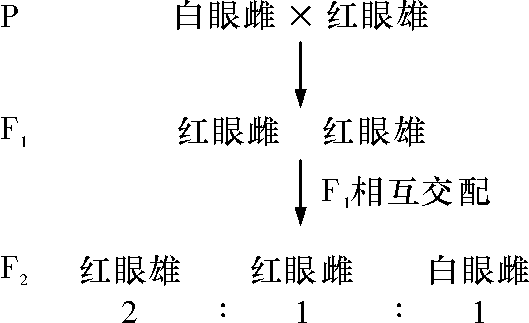 P 白眼雌 × 红眼雄
F₁ 红眼雌 红眼雄
F₁相互交配
F₂ 红眼雄 红眼雌 白眼雌
2 : 1 : 1